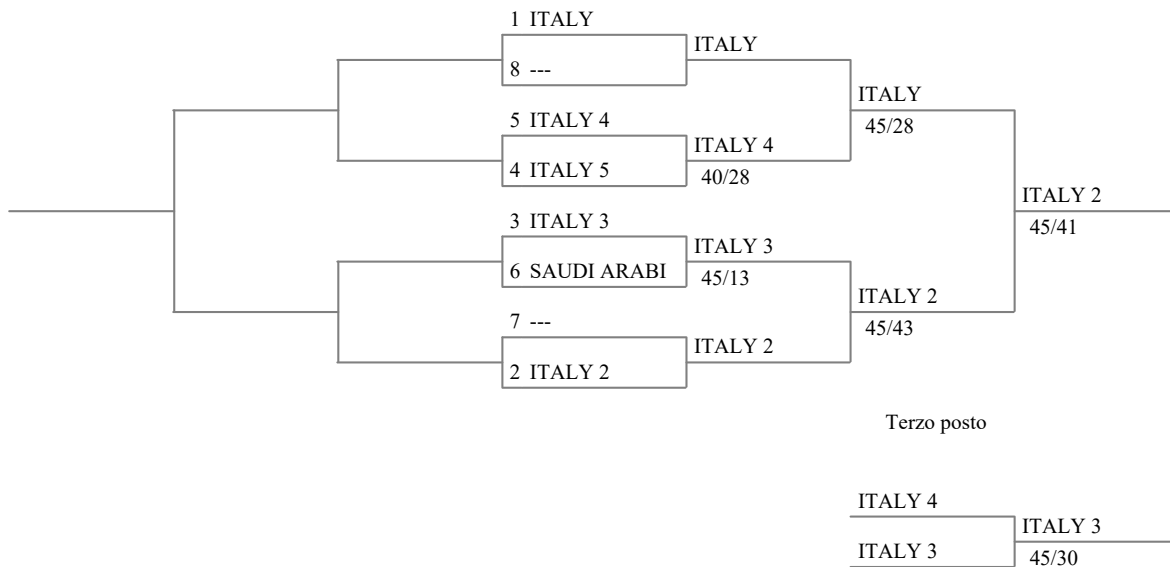 1 ITALY
ITALY
8 ---
ITALY
45/28
5 ITALY 4
ITALY 4
4 ITALY 5
40/28
ITALY 2
45/41
3 ITALY 3
ITALY 3
6 SAUDI ARABI
45/13
ITALY 2
45/43
7 ---
ITALY 2
2 ITALY 2
Terzo posto
ITALY 4
ITALY 3
ITALY 3
45/30